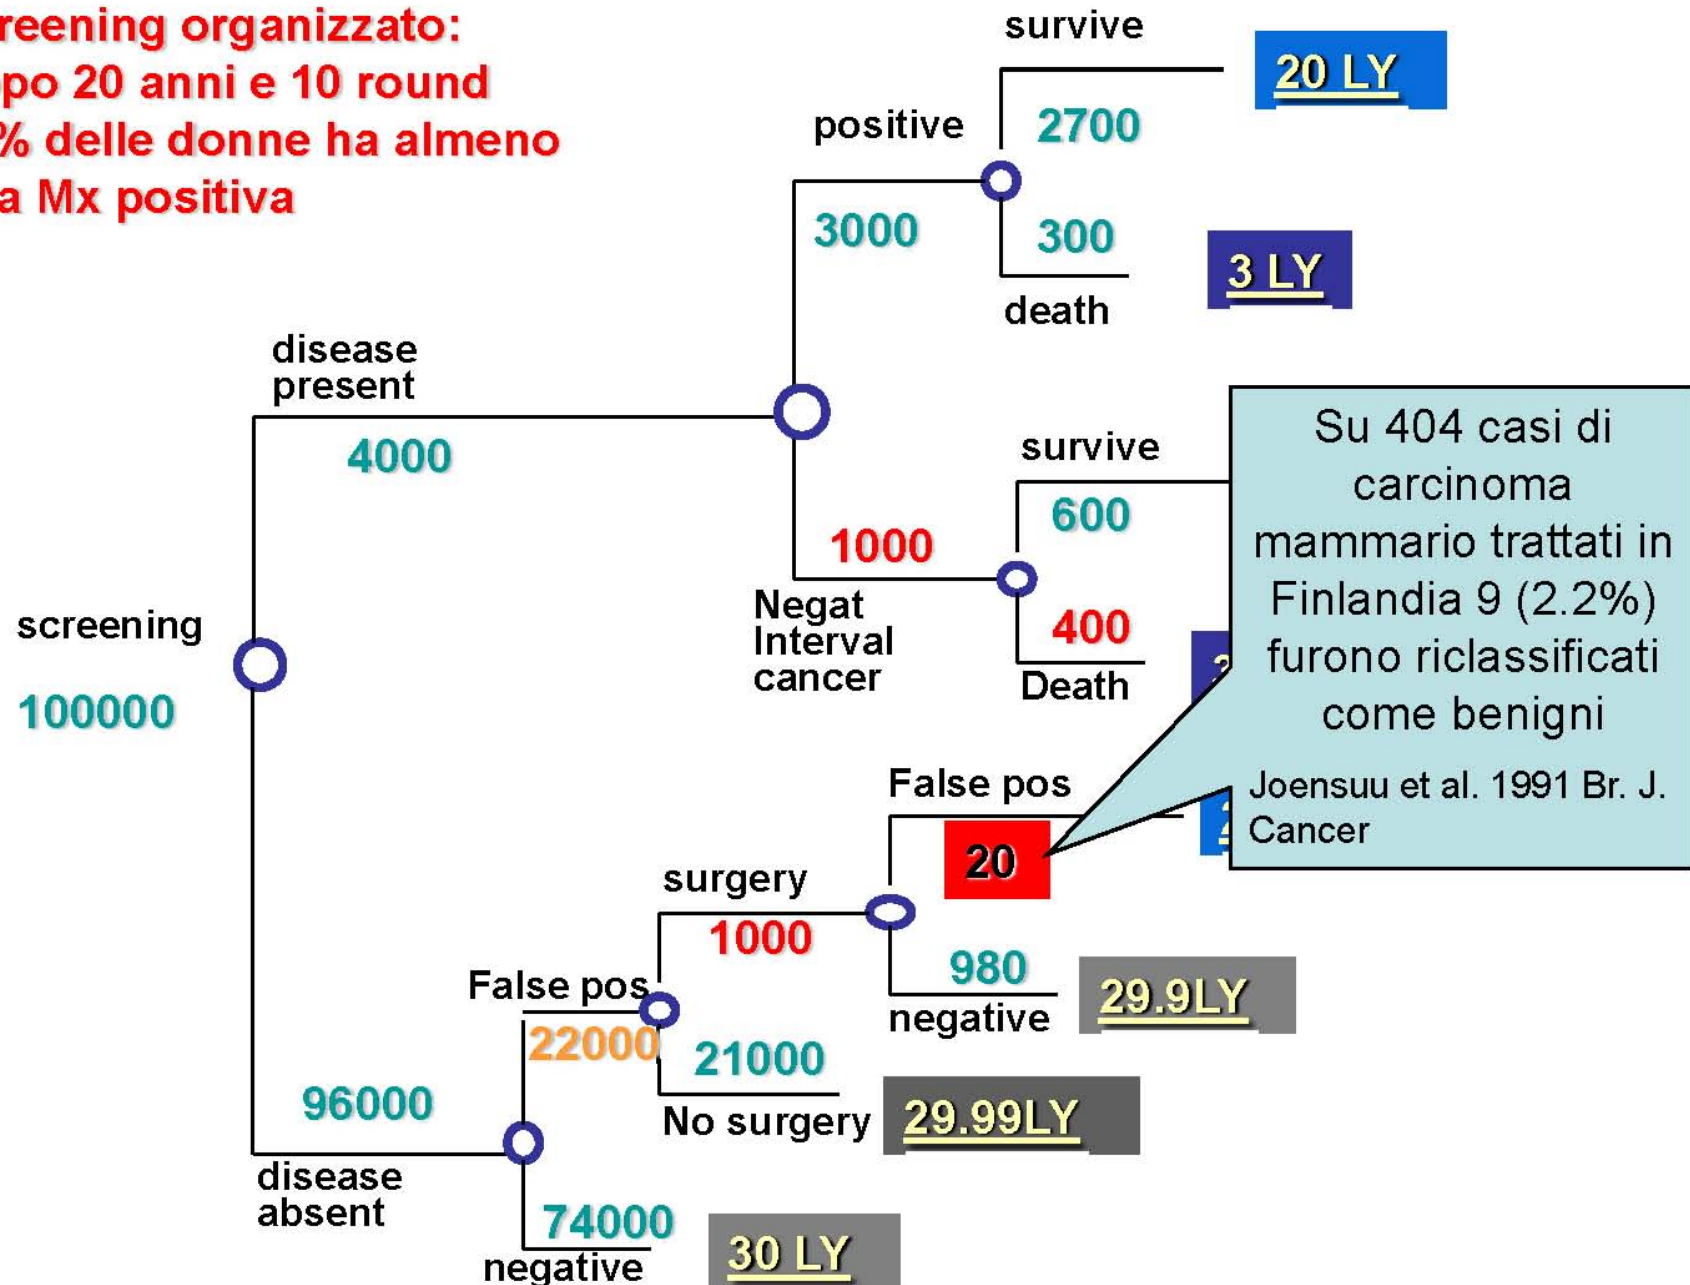 reening organizzato:
po 20 anni e 10 round
% delle donne ha almeno
a Mx positiva
survive
20 LY
positive
2700
3000
300
3 LY
death
disease
present
4000
survive
600
1000
Negat
Interval
cancer
400
Death
Su 404 casi di
carcinoma
mammario trattati in
Finlandia 9 (2.2%)
furono riclassificati
come benigni
Joensuu et al. 1991 Br. J.
Cancer
screening
100000
False pos
20
surgery
1000
980
negative
29.9LY
False pos
22000
21000
No surgery
29.99LY
96000
disease
absent
74000
negative
30 LY